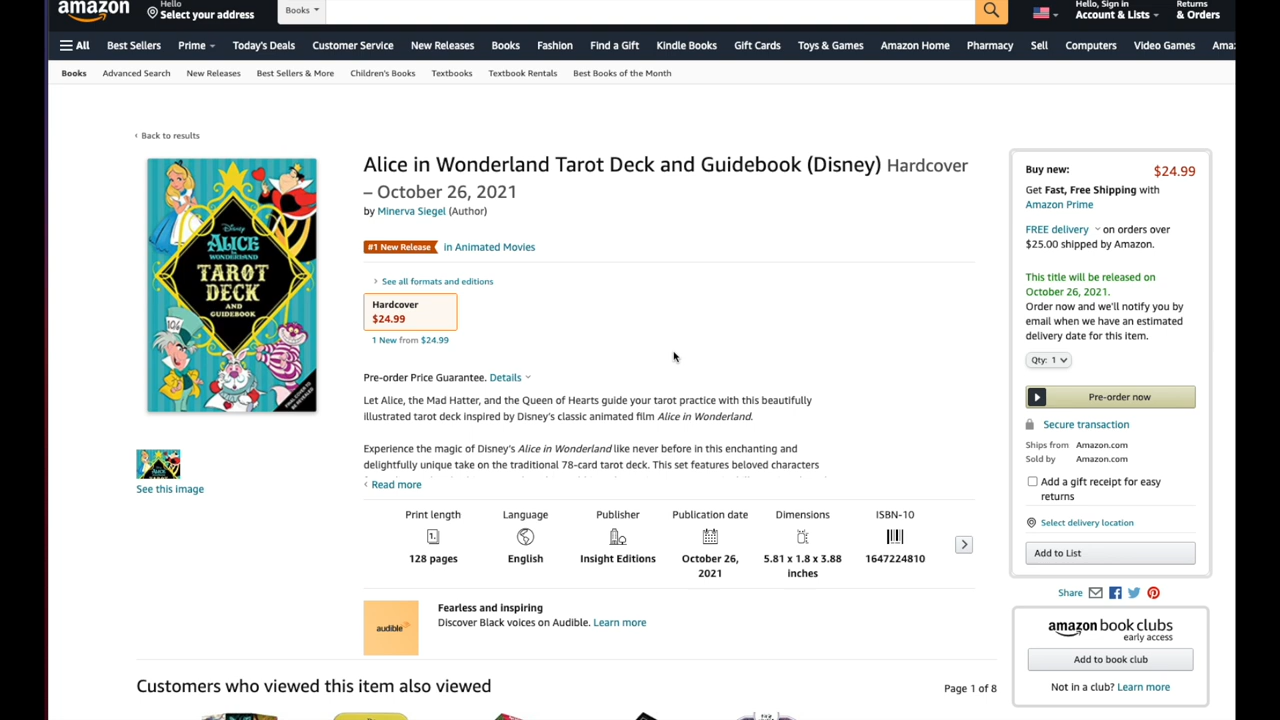 amazon
Hello
Select your address
Books
Hello, Sign in
Account & Lists
Returns
& Orders
All
Best Sellers
Prime
Today's Deals
Customer Service
New Releases
Books
Fashion
Find a Gift
Kindle Books
Gift Cards
Toys & Games
Amazon Home
Pharmacy
Sell
Computers
Video Games
Books
Advanced Search
New Releases
Best Sellers & More
Children's Books
Textbooks
Textbook Rentals
Best Books of the Month
‹ Back to results
Disney
ALICE
IN
WONDERLAND
TAROT
DECK
AND
GUIDEBOOK
See this image
Alice in Wonderland Tarot Deck and Guidebook (Disney) Hardcover
– October 26, 2021
by Minerva Siegel (Author)
#1 New Release in Animated Movies
› See all formats and editions
Hardcover
$24.99
1 New from $24.99
Pre-order Price Guarantee. Details
Let Alice, the Mad Hatter, and the Queen of Hearts guide your tarot practice with this beautifully
illustrated tarot deck inspired by Disney's classic animated film Alice in Wonderland.
Experience the magic of Disney's Alice in Wonderland like never before in this enchanting and
delightfully unique take on the traditional 78-card tarot deck. This set features beloved characters
‹ Read more
Print length
128 pages
Language
English
Publisher
Insight Editions
Publication date
October 26,
2021
Dimensions
5.81 x 1.8 x 3.88
inches
ISBN-10
1647224810
audible
Fearless and inspiring
Discover Black voices on Audible. Learn more
Buy new:
$24.99
Get Fast, Free Shipping with
Amazon Prime
FREE delivery on orders over
$25.00 shipped by Amazon.
This title will be released on
October 26, 2021.
Order now and we'll notify you by
email when we have an estimated
delivery date for this item.
Qty: 1
Pre-order now
Secure transaction
Ships from Amazon.com
Sold by Amazon.com
Add a gift receipt for easy
returns
Select delivery location
Add to List
Share
amazon book clubs
early access
Add to book club
Not in a club? Learn more
Customers who viewed this item also viewed
Page 1 of 8